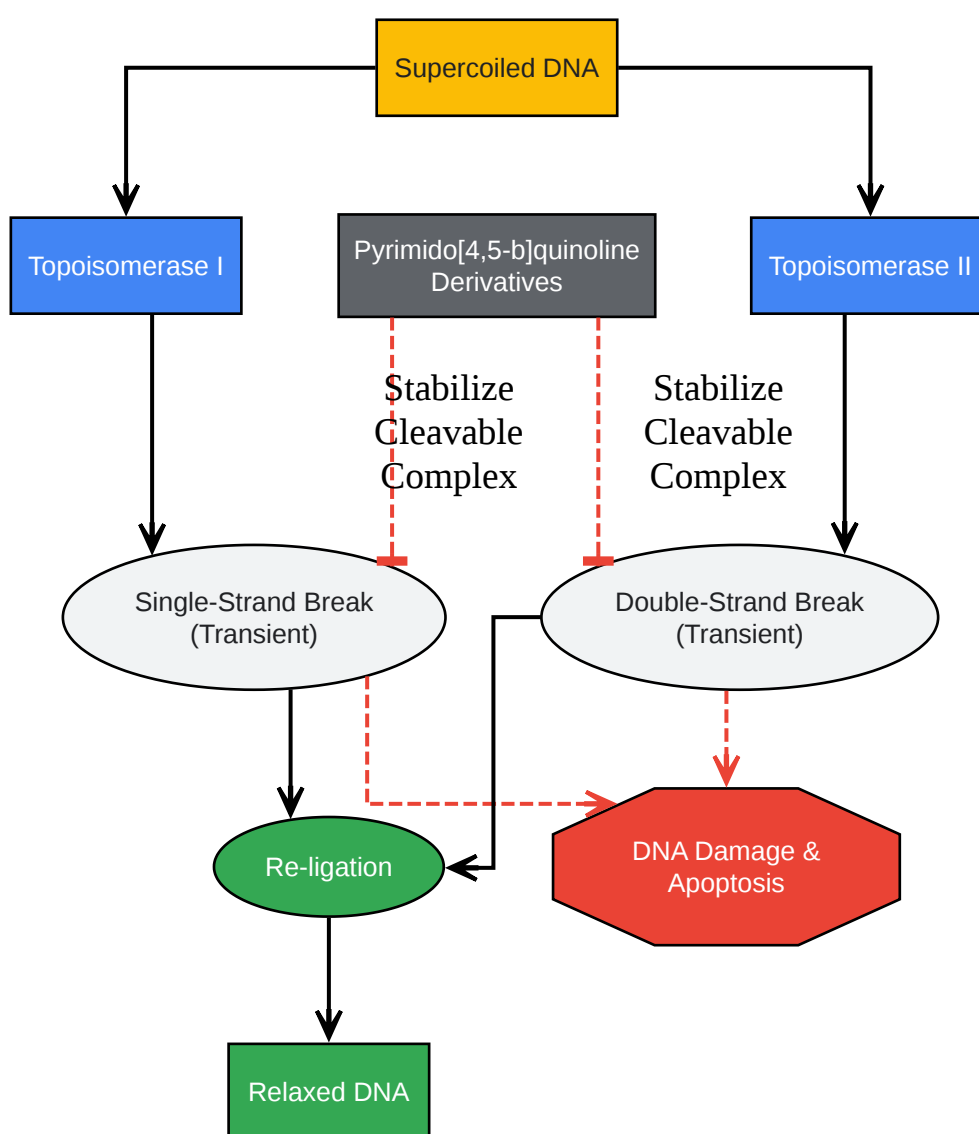 Supercoiled DNA
Topoisomerase I
Pyrimido[4,5-b]quinoline
Derivatives
Topoisomerase II
Stabilize
Cleavable
Complex
Stabilize
Cleavable
Complex
Single-Strand Break
(Transient)
Double-Strand Break
(Transient)
Re-ligation
DNA Damage &
Apoptosis
Relaxed DNA